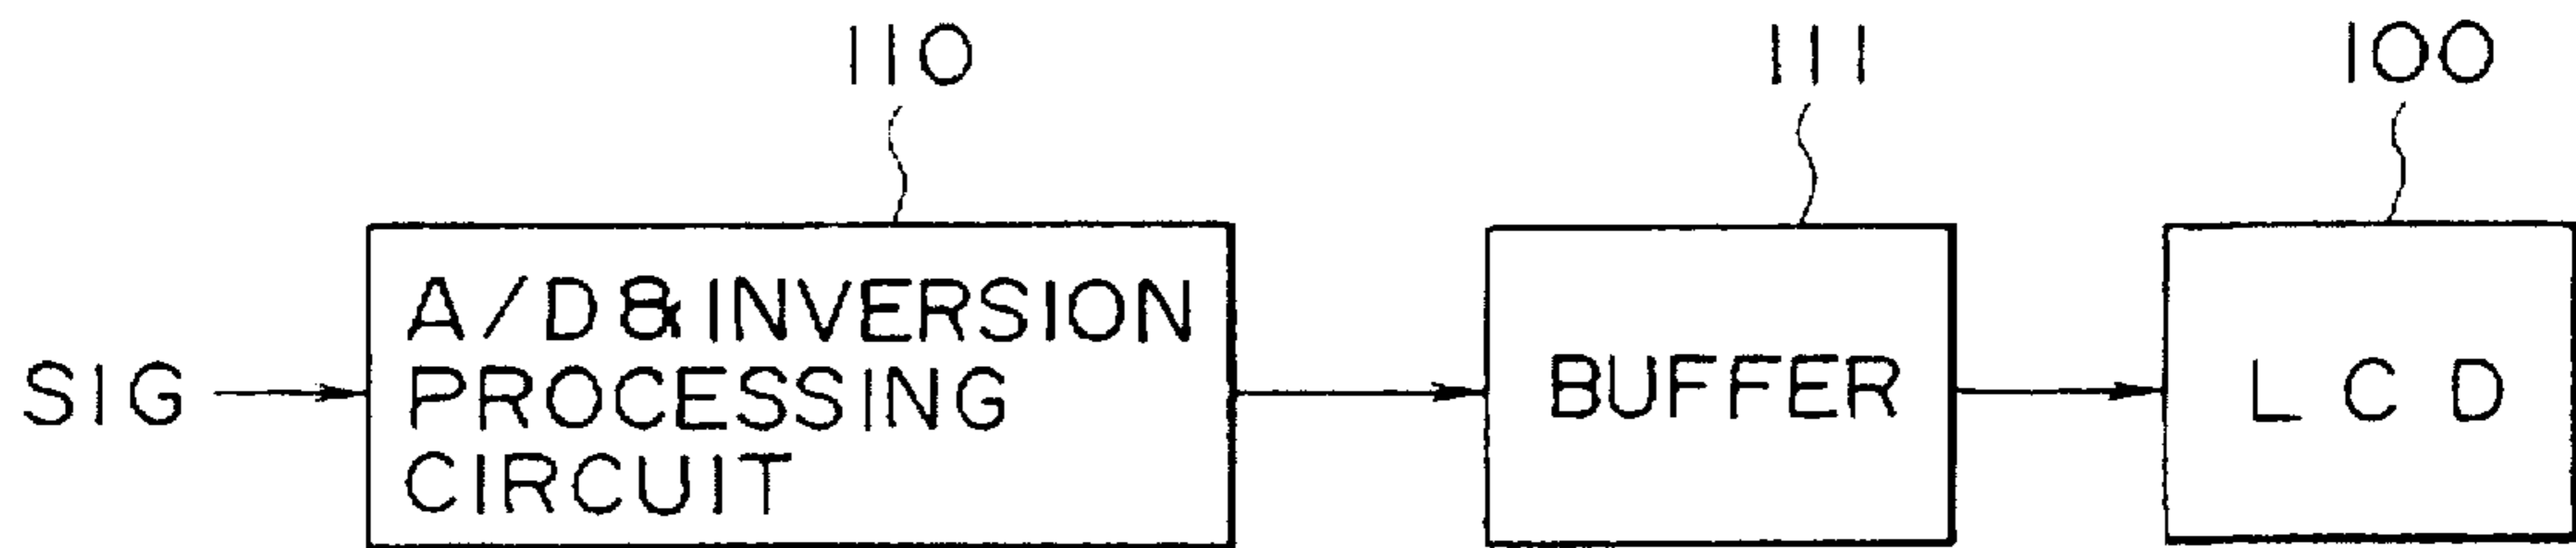 110 111 100
SIG A/D & INVERSION PROCESSING CIRCUIT BUFFER LCD